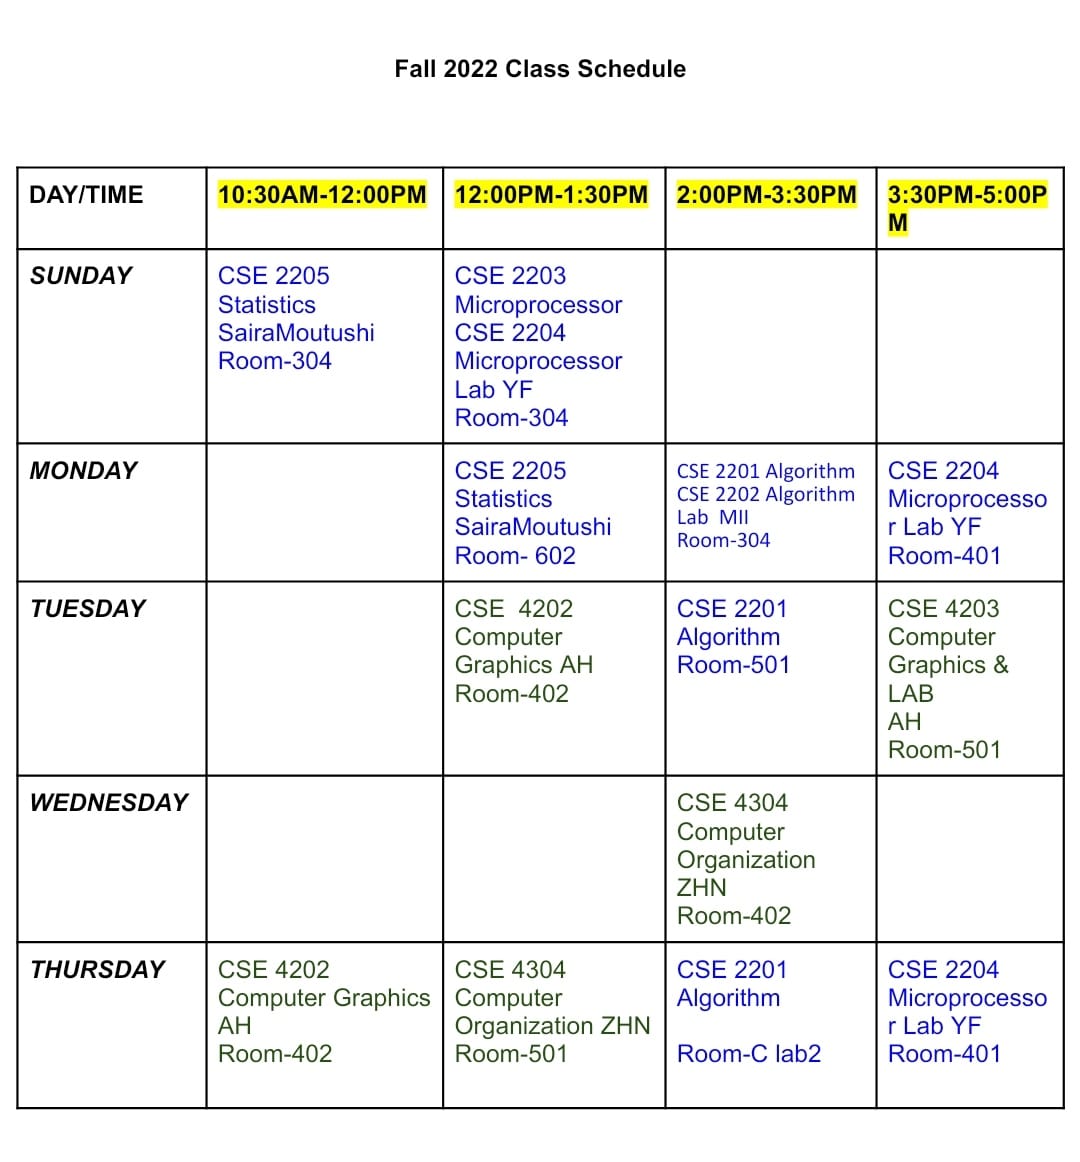 Fall 2022 Class Schedule
DAY/TIME
10:30AM-12:00PM
12:00PM-1:30PM
2:00PM-3:30PM
3:30PM-5:00P
M
SUNDAY
CSE 2205
Statistics
SairaMoutushi
Room-304
CSE 2203
Microprocessor
CSE 2204
Microprocessor
Lab YF
Room-304
MONDAY
CSE 2205
Statistics
SairaMoutushi
Room- 602
CSE 2201 Algorithm
CSE 2202 Algorithm
Lab  MII
Room-304
CSE 2204
Microprocesso
r Lab YF
Room-401
TUESDAY
CSE  4202
Computer
Graphics AH
Room-402
CSE 2201
Algorithm
Room-501
CSE 4203
Computer
Graphics &
LAB
AH
Room-501
WEDNESDAY
CSE 4304
Computer
Organization
ZHN
Room-402
THURSDAY
CSE 4202
Computer Graphics
AH
Room-402
CSE 4304
Computer
Organization ZHN
Room-501
CSE 2201
Algorithm
Room-C lab2
CSE 2204
Microprocesso
r Lab YF
Room-401